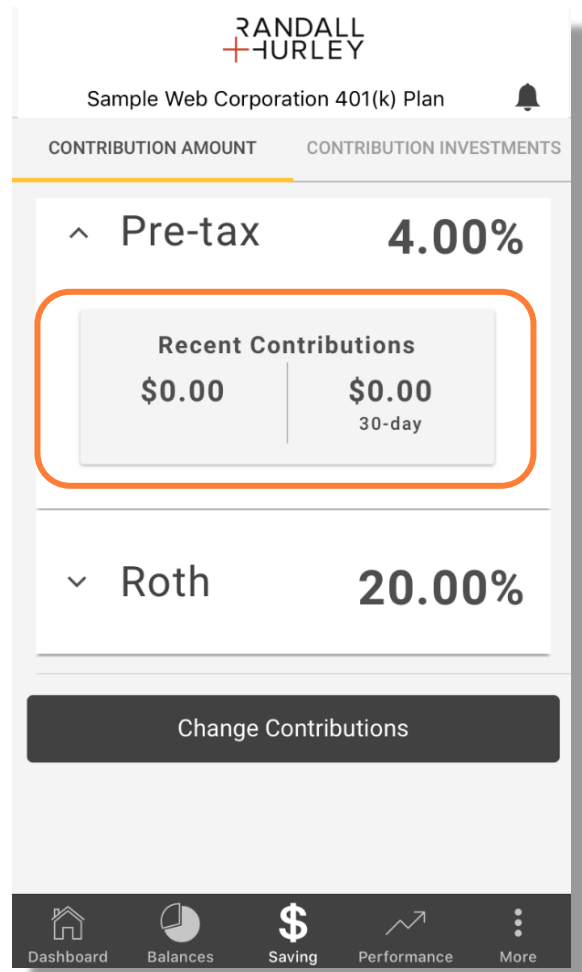 RANDALL
HURLEY
Sample Web Corporation 401(k) Plan
CONTRIBUTION AMOUNT CONTRIBUTION INVESTMENTS
Pre-tax 4.00%
Recent Contributions
$0.00 $0.00
30-day
Roth 20.00%
Change Contributions
$
Dashboard Balances Saving Performance More